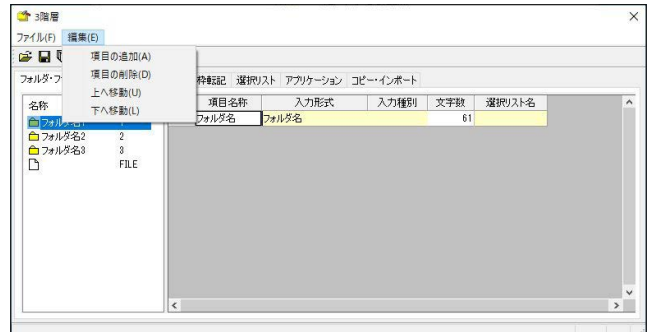 3階層
ファイル(F) 編集(E)
項目の追加(A)
項目の削除(D)
上へ移動(U)
下へ移動(L)
フォルダ・フ
枠転記 選択リスト アプリケーション コピー・インポート
名称
項目名称 入力形式 入力種別 文字数 選択リスト名
フォルダ名 フォルダ名 61
フォルダ名2 2
フォルダ名3 3
FILE